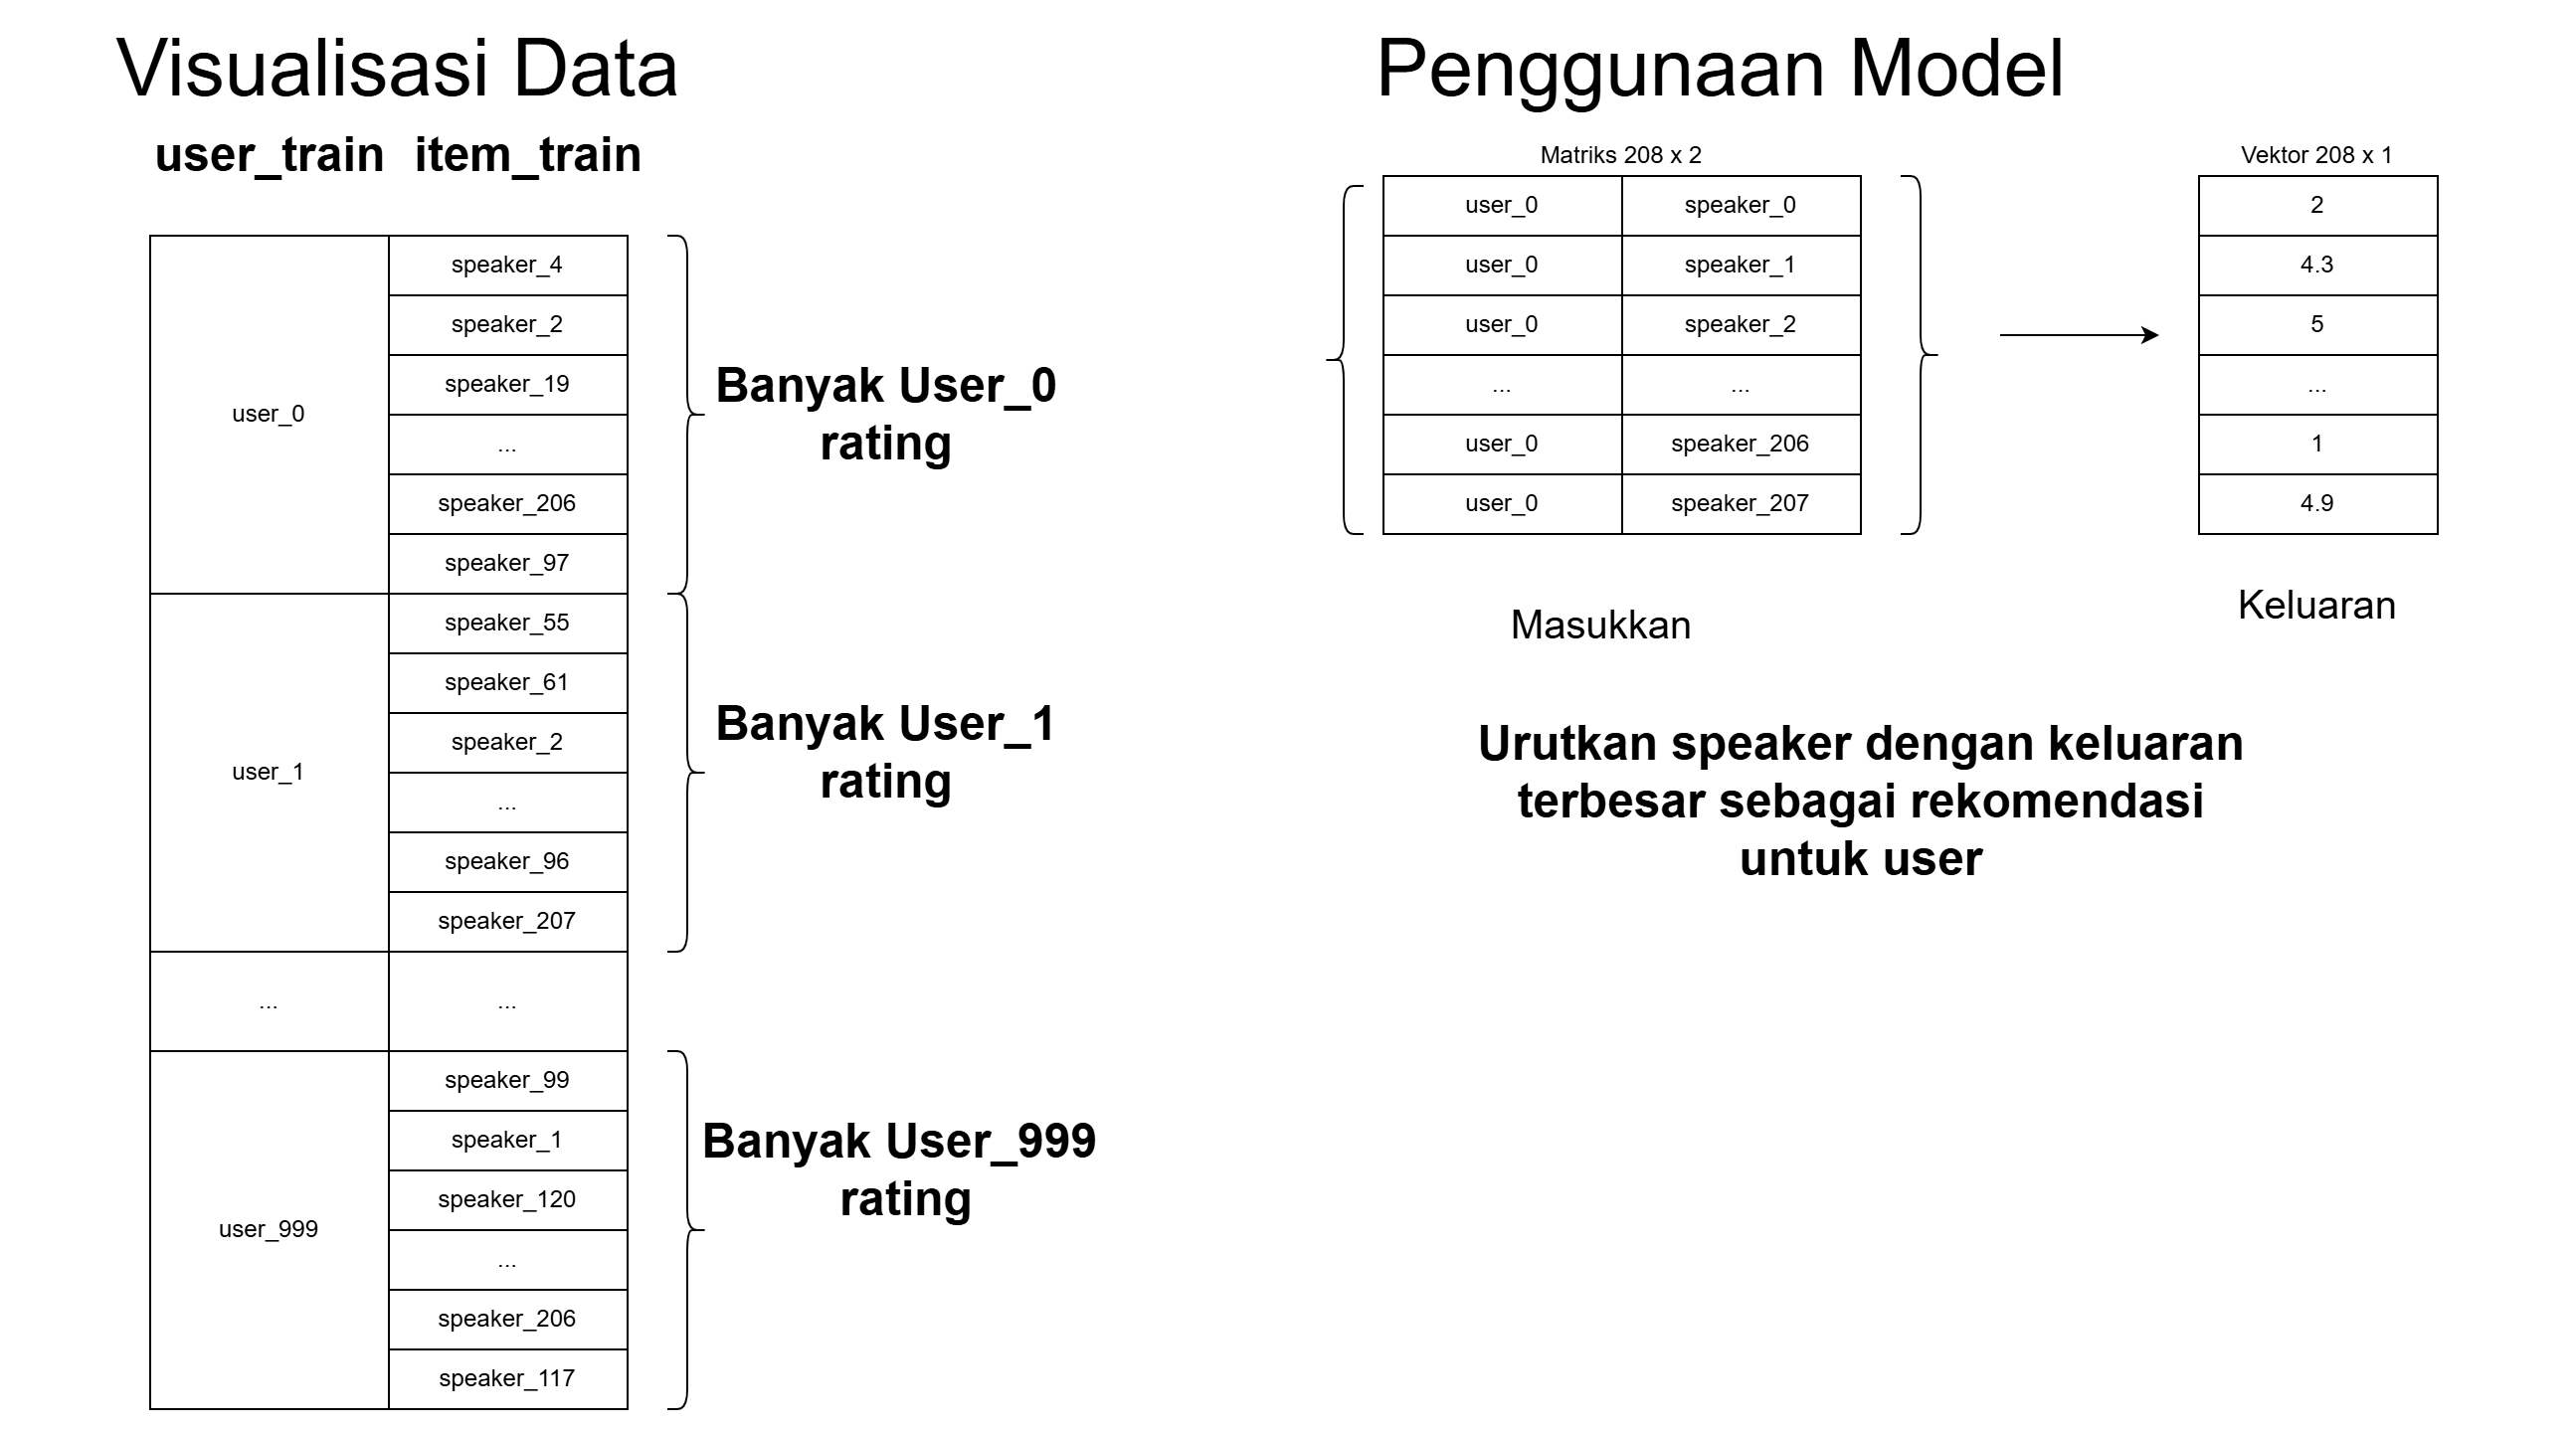 Visualisasi Data
user_train item_train
user_0
speaker_4
speaker_2
speaker_19
...
speaker_206
speaker_97
Banyak User_0
rating
user_1
speaker_55
speaker_61
speaker_2
...
speaker_96
speaker_207
Banyak User_1
rating
... ...
user_999
speaker_99
speaker_1
speaker_120
...
speaker_206
speaker_117
Banyak User_999
rating
Penggunaan Model
Matriks 208 x 2
user_0 speaker_0
user_0 speaker_1
user_0 speaker_2
... ...
user_0 speaker_206
user_0 speaker_207
Masukkan
Vektor 208 x 1
2
4.3
5
...
1
4.9
Keluaran
Urutkan speaker dengan keluaran
terbesar sebagai rekomendasi
untuk user